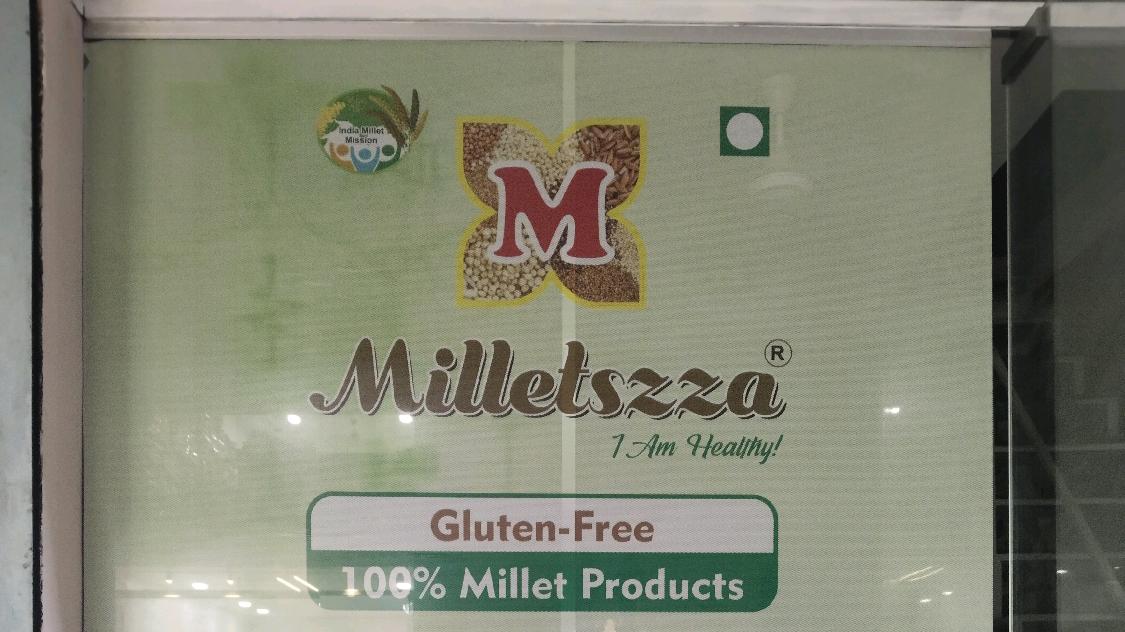 India Millet
Mission
M
Milletszza®
I Am Healthy!
Gluten-Free
100% Millet Products